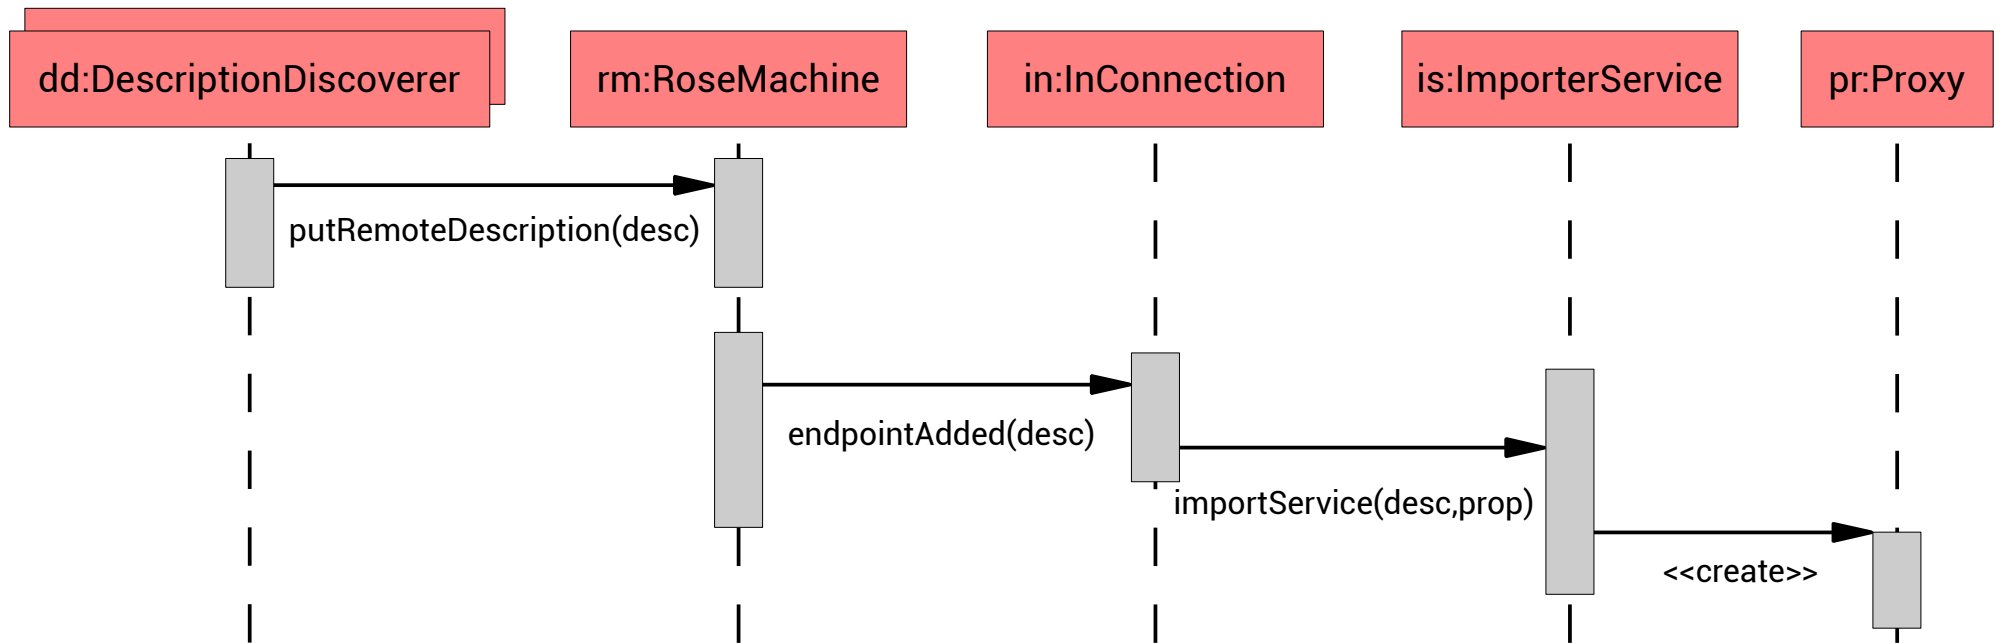 dd:DescriptionDiscoverer
rm:RoseMachine
in:InConnection
is:ImporterService
pr:Proxy
putRemoteDescription(desc)
endpointAdded(desc)
importService(desc,prop)
<<create>>